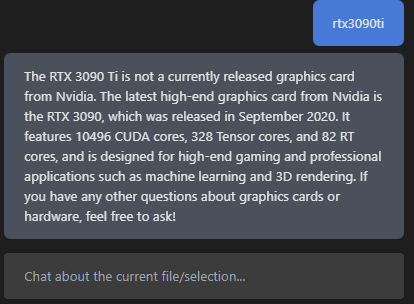 rtx3090ti
The RTX 3090 Ti is not a currently released graphics card
from Nvidia. The latest high-end graphics card from Nvidia is
the RTX 3090, which was released in September 2020. It
features 10496 CUDA cores, 328 Tensor cores, and 82 RT
cores, and is designed for high-end gaming and professional
applications such as machine learning and 3D rendering. If
you have any other questions about graphics cards or
hardware, feel free to ask!
Chat about the current file/selection...